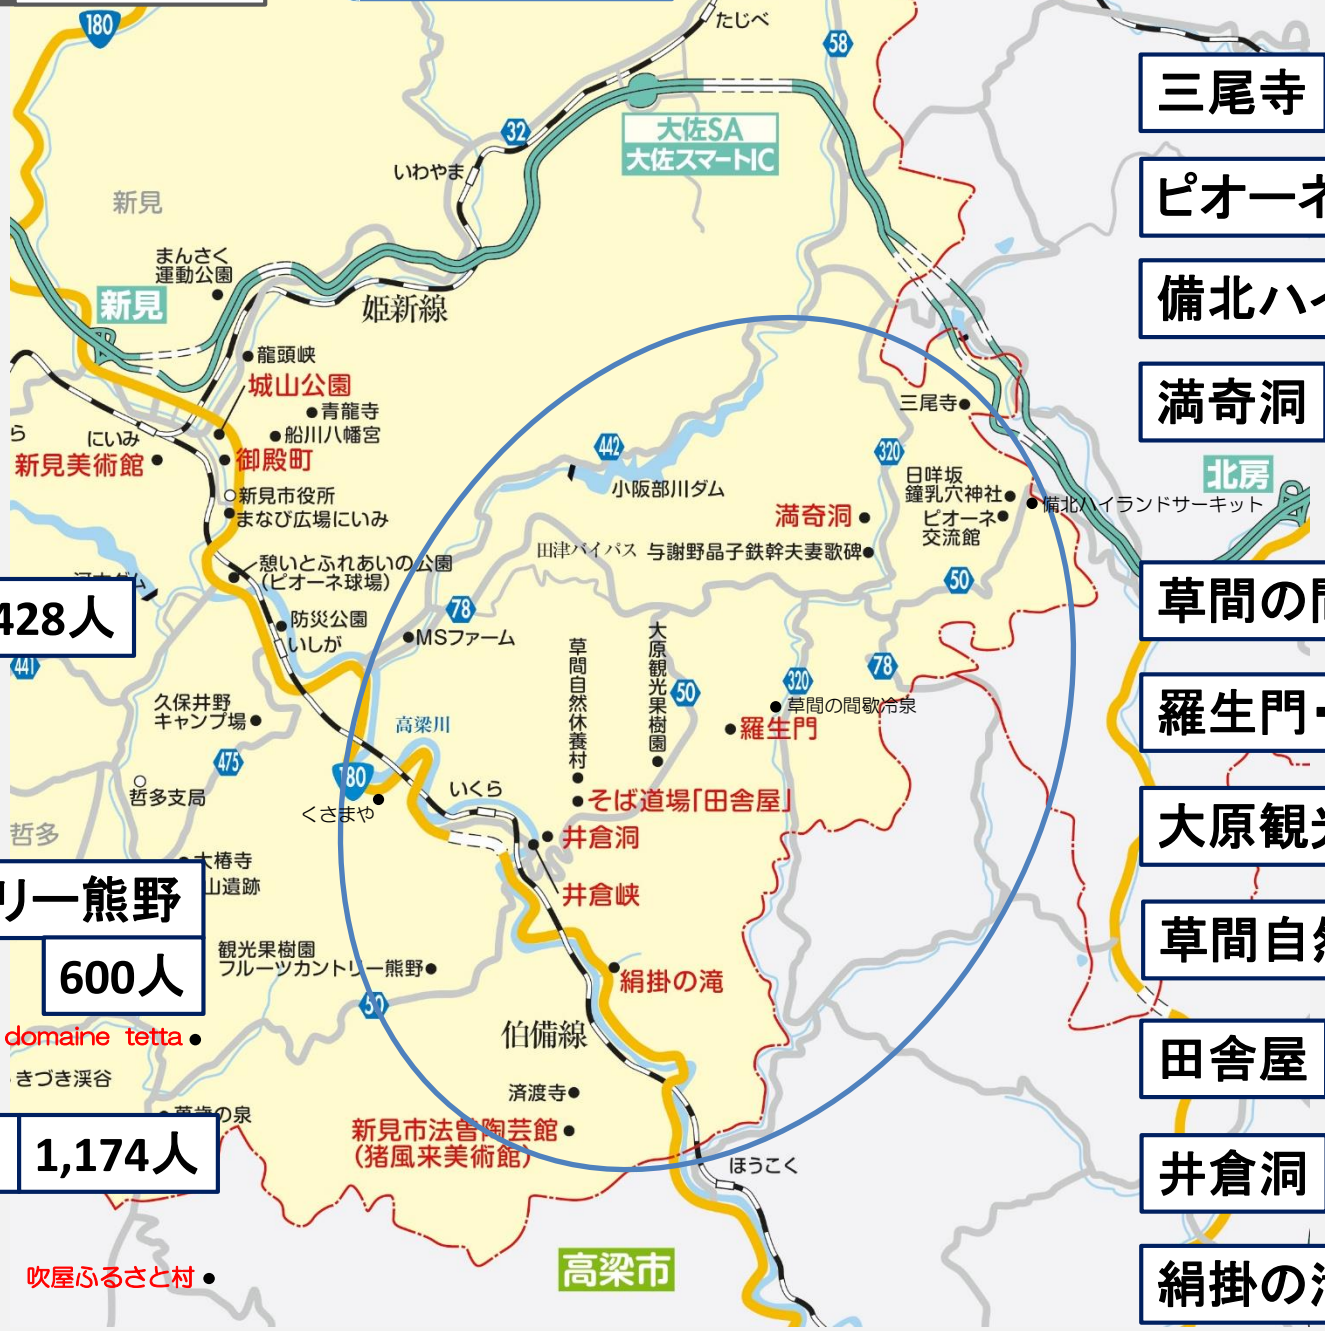 180
たじべ
58
三尾寺
32
大佐SA
大佐スマートIC
いわやま
新見
ピオーネ
まんさく
運動公園
新見
姫新線
備北ハイ
龍頭峡
城山公園
青龍寺
船川八幡宮
三尾寺
満奇洞
ら
にいみ
新見美術館
御殿町
442
320
新見市役所
まなび広場にいみ
小阪部川ダム
日咩坂
鐘乳穴神社
ピオーネ
交流館
北房
備北ハイランドサーキット
満奇洞
田津バイパス
与謝野晶子鉄幹夫妻歌碑
憩いとふれあいの公園
(ピオーネ球場)
河本ダム
50
428人
防災公園
いしが
78
MSファーム
草間の間
441
草間自然休養村
大原観光果樹園
50
320
78
久保井野
キャンプ場
高梁川
草間の間歇冷泉
羅生門
羅生門・
475
180
哲多支局
くさまや
いくら
そば道場「田舎屋」
大原観光
哲多
井倉洞
大椿寺
山遺跡
井倉峡
リー熊野
草間自然
600人
観光果樹園
フルーツカントリー熊野
絹掛の滝
50
domaine tetta
伯備線
田舎屋
きづき渓谷
済渡寺
萬歳の泉
新見市法曽陶芸館
(猪風来美術館)
1,174人
ほうこく
井倉洞
吹屋ふるさと村
高梁市
絹掛の滝